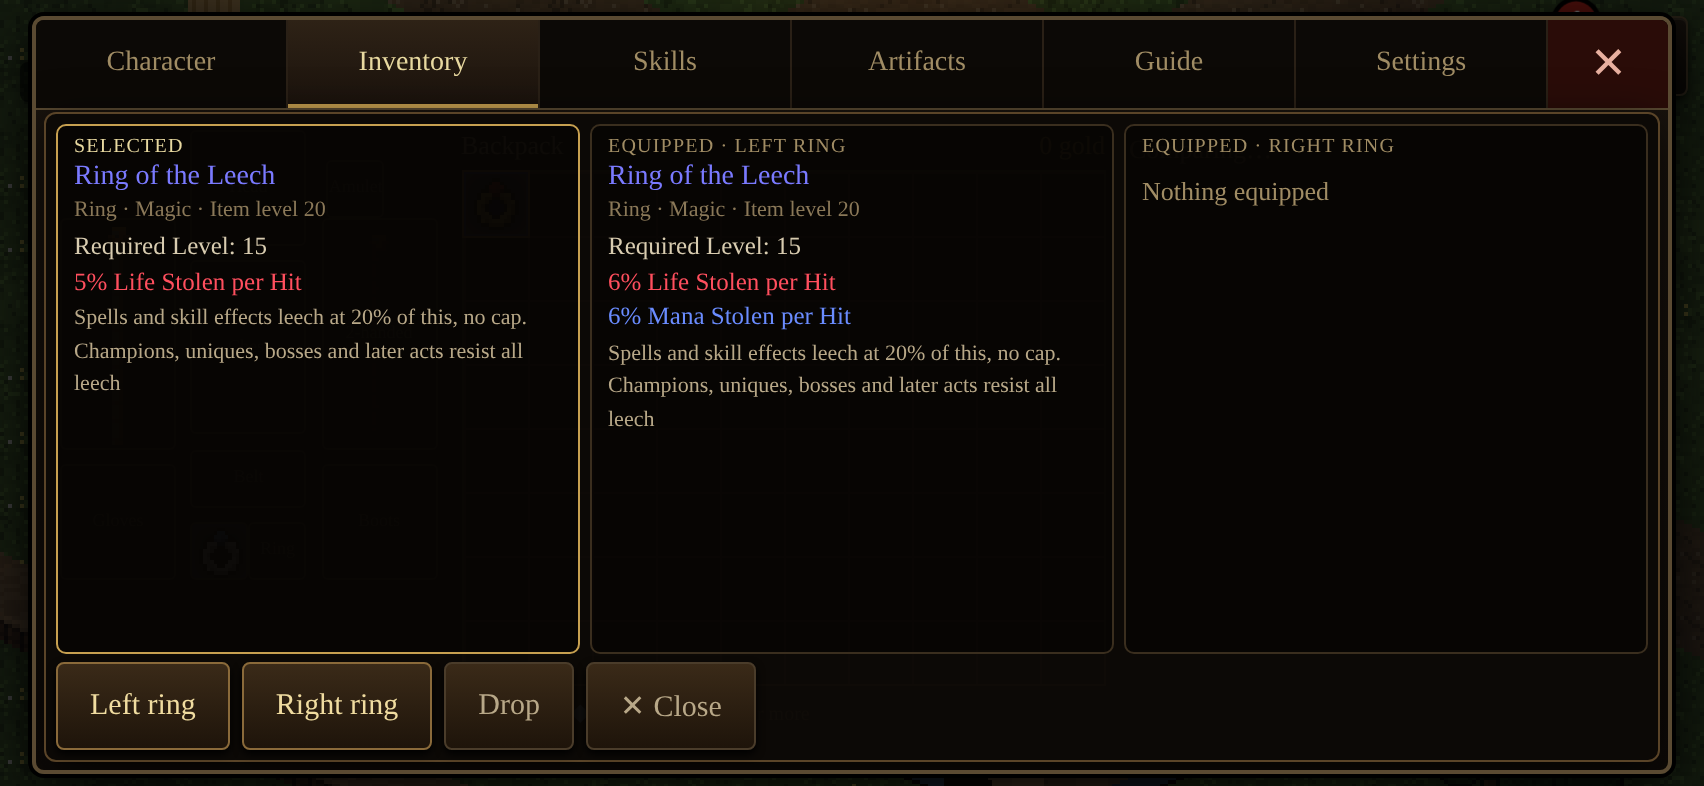 Character
Inventory
Skills
Artifacts
Guide
Settings
✕
SELECTED
Ring of the Leech
Ring · Magic · Item level 20
Required Level: 15
5% Life Stolen per Hit
Spells and skill effects leech at 20% of this, no cap.
Champions, uniques, bosses and later acts resist all
leech
Backpack
0 gold
EQUIPPED · LEFT RING
Ring of the Leech
Ring · Magic · Item level 20
Required Level: 15
6% Life Stolen per Hit
6% Mana Stolen per Hit
Spells and skill effects leech at 20% of this, no cap.
Champions, uniques, bosses and later acts resist all
leech
EQUIPPED · RIGHT RING
Nothing equipped
Left ring
Right ring
Drop
✕ Close